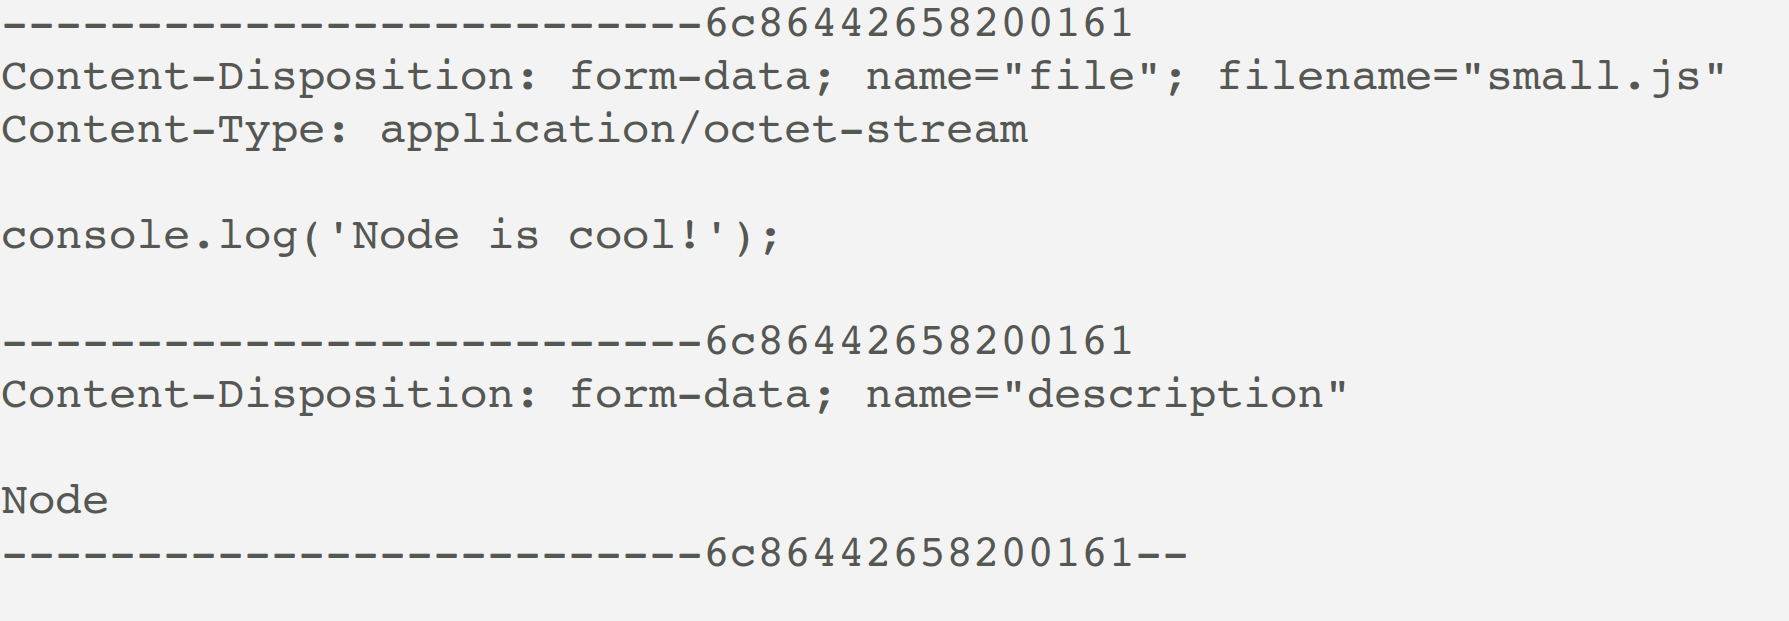 --------------------------6c86442658200161
Content-Disposition: form-data; name="file"; filename="small.js"
Content-Type: application/octet-stream

console.log('Node is cool!');

--------------------------6c86442658200161
Content-Disposition: form-data; name="description"

Node
--------------------------6c86442658200161--